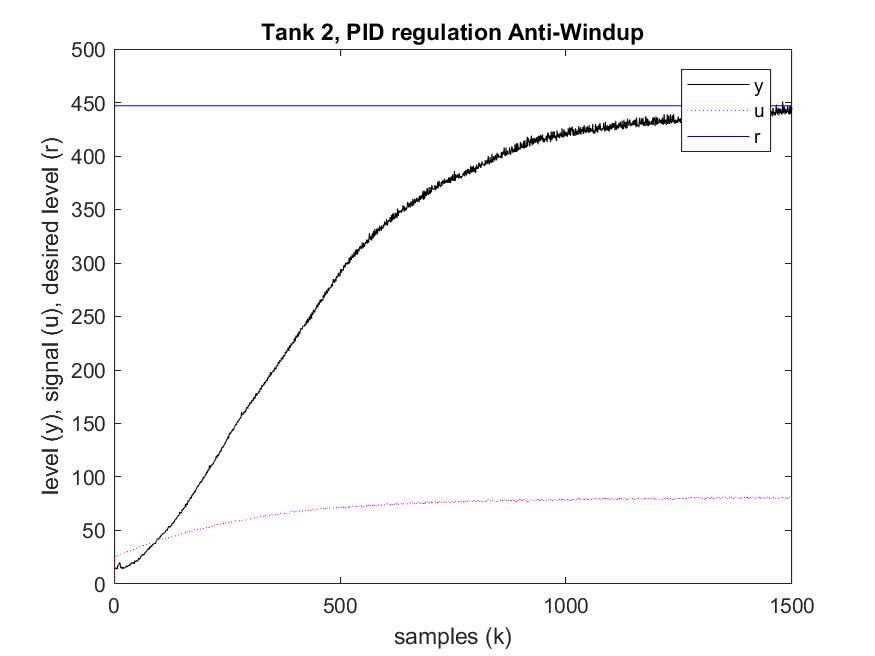 Tank 2, PID regulation Anti-Windup
500
450
400
350
300
250
200
150
100
50
0
level (y), signal (u), desired level (r)
y
u
r
0
500
1000
1500
samples (k)